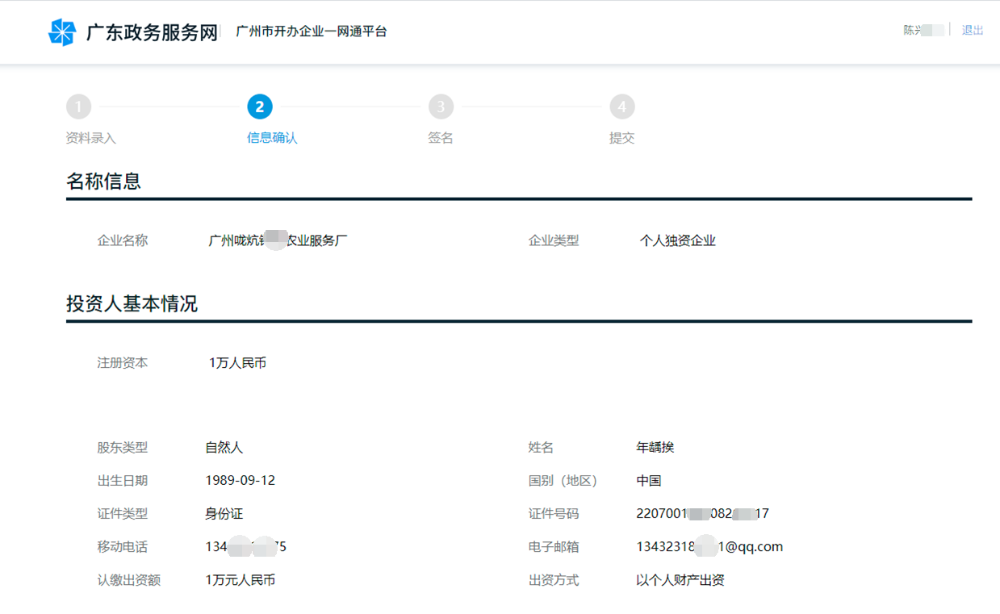 广东政务服务网 广州市开办企业一网通平台 陈兴 退出
1 2 3 4
资料录入 信息确认 签名 提交
名称信息
企业名称 广州咙炕 农业服务厂 企业类型 个人独资企业
投资人基本情况
注册资本 1万人民币
股东类型 自然人 姓名 年龋挨
出生日期 1989-09-12 国别（地区） 中国
证件类型 身份证 证件号码 2207001 082 17
移动电话 134 75 电子邮箱 13432318 1@qq.com
认缴出资额 1万元人民币 出资方式 以个人财产出资